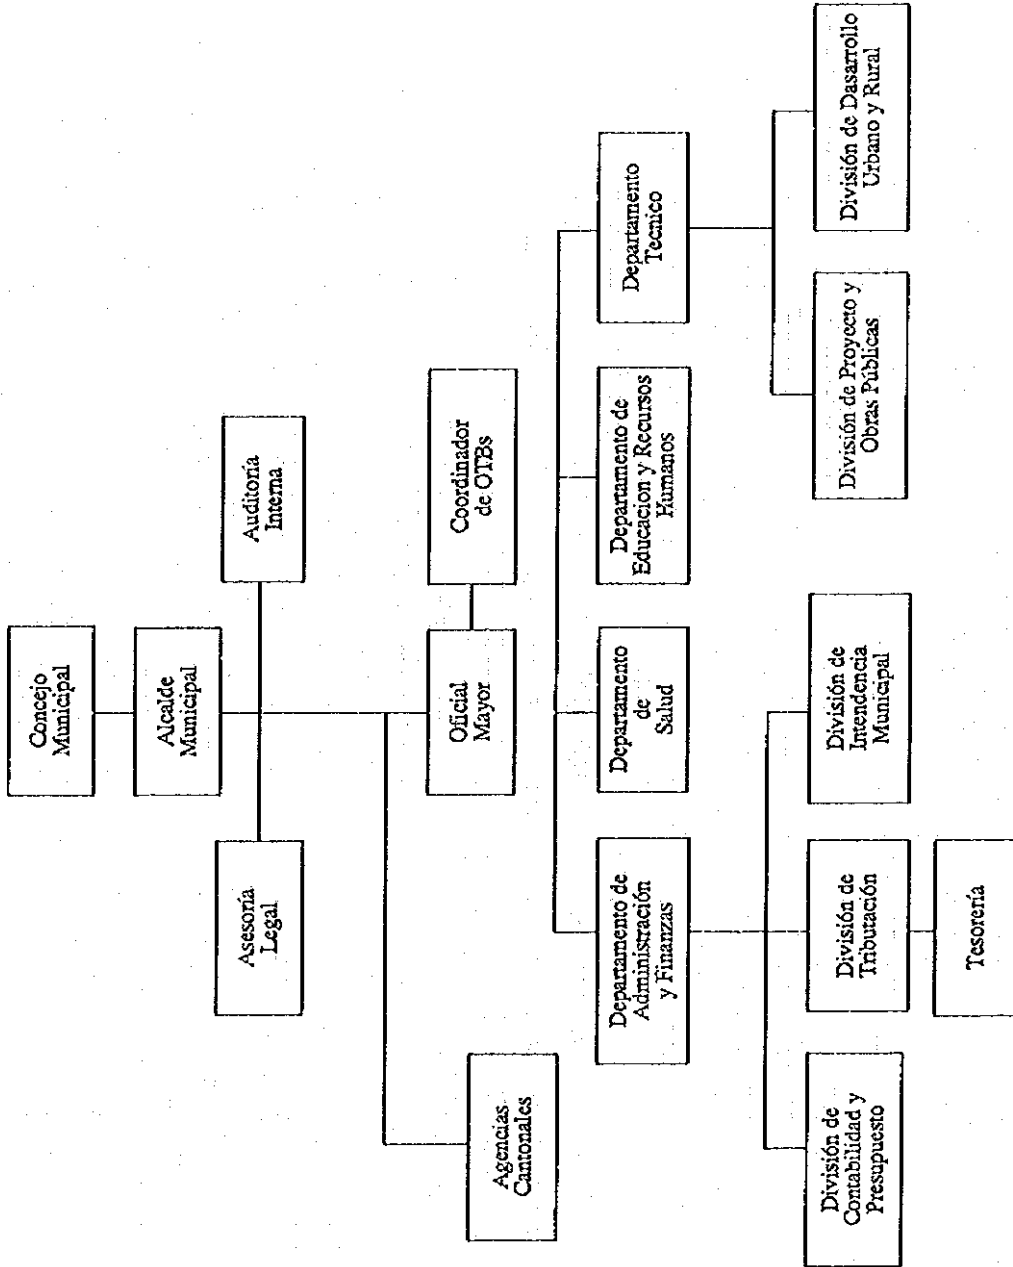 Concejo
Municipal
Alcalde
Municipal
Asesoría
Legal
Auditoría
Interna
Agencias
Cantonales
Oficial
Mayor
Coordinador
de OTBs
Departamento de
Administración
y Finanzas
Departamento
de
Salud
Departamento de
Educacion y Recursos
Humanos
Departamento
Tecnico
División de
Contabilidad y
Presupuesto
División de
Tributación
División de
Intendencia
Municipal
División de Proyecto y
Obras Públicas
División de Dasarrollo
Urbano y Rural
Tesorería